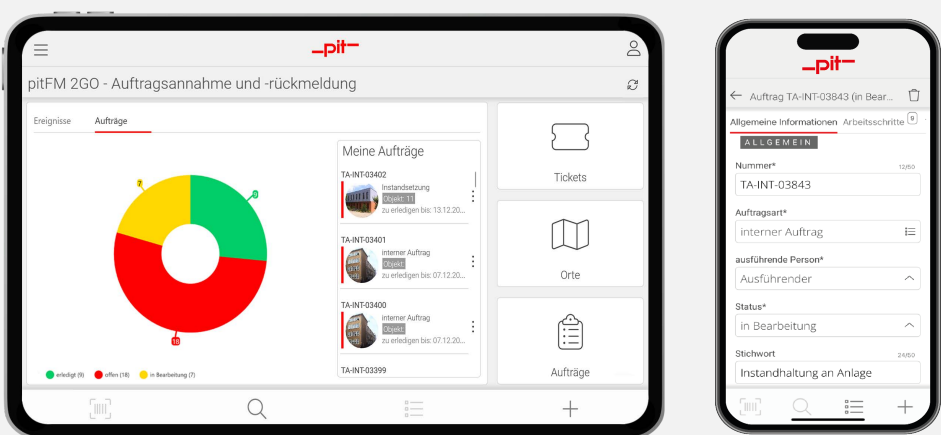 _pit_
pitFM 2GO - Auftragsannahme und -rückmeldung
Ereignisse
Aufträge
7
9
18
erledigt (9)
offen (18)
in Bearbeitung (7)
Meine Aufträge
TA-INT-03402
Instandsetzung
Objekt: 11
zu erledigen bis: 13.12.20...
TA-INT-03401
interner Auftrag
Objekt:
zu erledigen bis: 07.12.20...
TA-INT-03400
interner Auftrag
Objekt:
zu erledigen bis: 07.12.20...
TA-INT-03399
Tickets
Orte
Aufträge
_pit_
Auftrag TA-INT-03843 (in Bear...
Allgemeine Informationen
Arbeitsschritte 9
ALLGEMEIN
Nummer*
12/50
TA-INT-03843
Auftragsart*
interner Auftrag
ausführende Person*
Ausführender
Status*
in Bearbeitung
Stichwort
24/50
Instandhaltung an Anlage